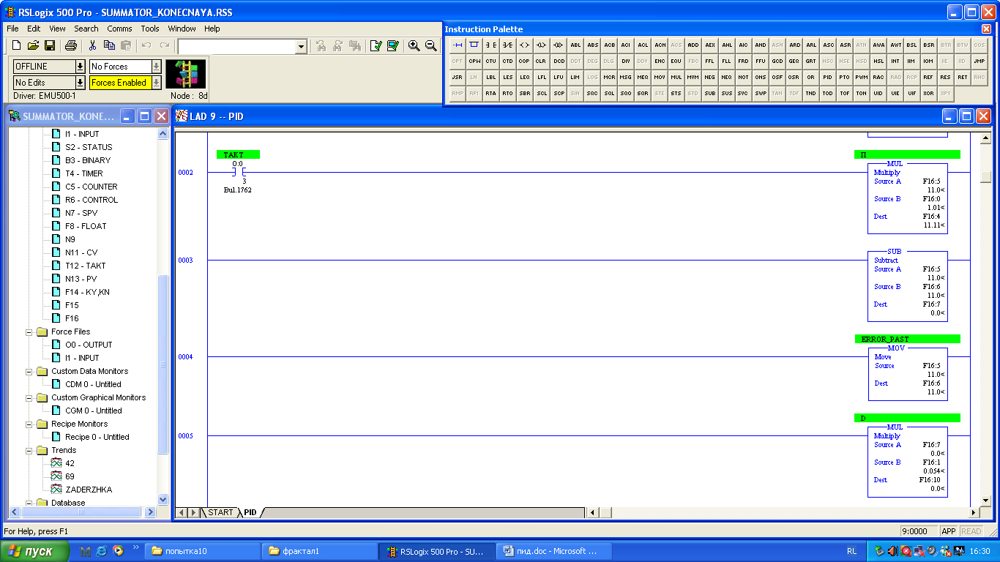 RSLogix 500 Pro - SUMMATOR_KONECNAYA.RSS
File Edit View Search Comms Tools Window Help
Instruction Palette
ABL ABS ACB ACI ACL ACN ACS ADD AEX AHL AIC AND ASN ARD ARL ASC ASR ATN AWA AWT BSL BSR BTR BTW COS
CPT CPW CTU CTD COP CLR DCD DDT DEG DLG DIV DDV ENC EQU FBC FFL FLL FRD FFU GCD GEQ GRT HSC HSE HSD IIE IIM IOM IIE IID JMP
JSR LN LBL LES LEQ LFL LFU LIM LOG MCR MSG MEQ MOV MUL MVM NEG NEQ NOT ONS OSF OSR OR PID PTO PWM RAC RAD RCP REF RES RET RHC
RMP RPI RTA RTO SBR SCL SCP SIN SQC SQL SQO SQR STE STS STD SUB SUS SVC SWP TAN TDF TND TOD TOF TON UID UIE UIF XOR XPY
OFFLINE No Forces
No Edits Forces Enabled
Driver: EMU500-1 Node : 8d
SUMMATOR_KONE...
I1 - INPUT
S2 - STATUS
B3 - BINARY
T4 - TIMER
C5 - COUNTER
R6 - CONTROL
N7 - SPV
F8 - FLOAT
N9
N11 - CV
T12 - TAKT
N13 - PV
F14 - KY,KN
F15
F16
Force Files
O0 - OUTPUT
I1 - INPUT
Custom Data Monitors
CDM 0 - Untitled
Custom Graphical Monitors
CGM 0 - Untitled
Recipe Monitors
Recipe 0 - Untitled
Trends
42
69
ZADERZHKA
Database
LAD 9 -- PID
TAKT
O:0
0002
3
Bul.1762
П
MUL
Multiply
Source A F16:5
11.0<
Source B F16:0
1.01<
Dest F16:4
11.11<
0003
SUB
Subtract
Source A F16:5
11.0<
Source B F16:6
11.0<
Dest F16:7
0.0<
ERROR_PAST
0004
MOV
Move
Source F16:5
11.0<
Dest F16:6
11.0<
D
0005
MUL
Multiply
Source A F16:7
0.0<
Source B F16:1
0.054<
Dest F16:10
0.0<
START PID
For Help, press F1
9:0000 APP READ
пуск
попытка10
фрактал1
RSLogix 500 Pro - SU...
пид.doc - Microsoft ...
RL
16:30